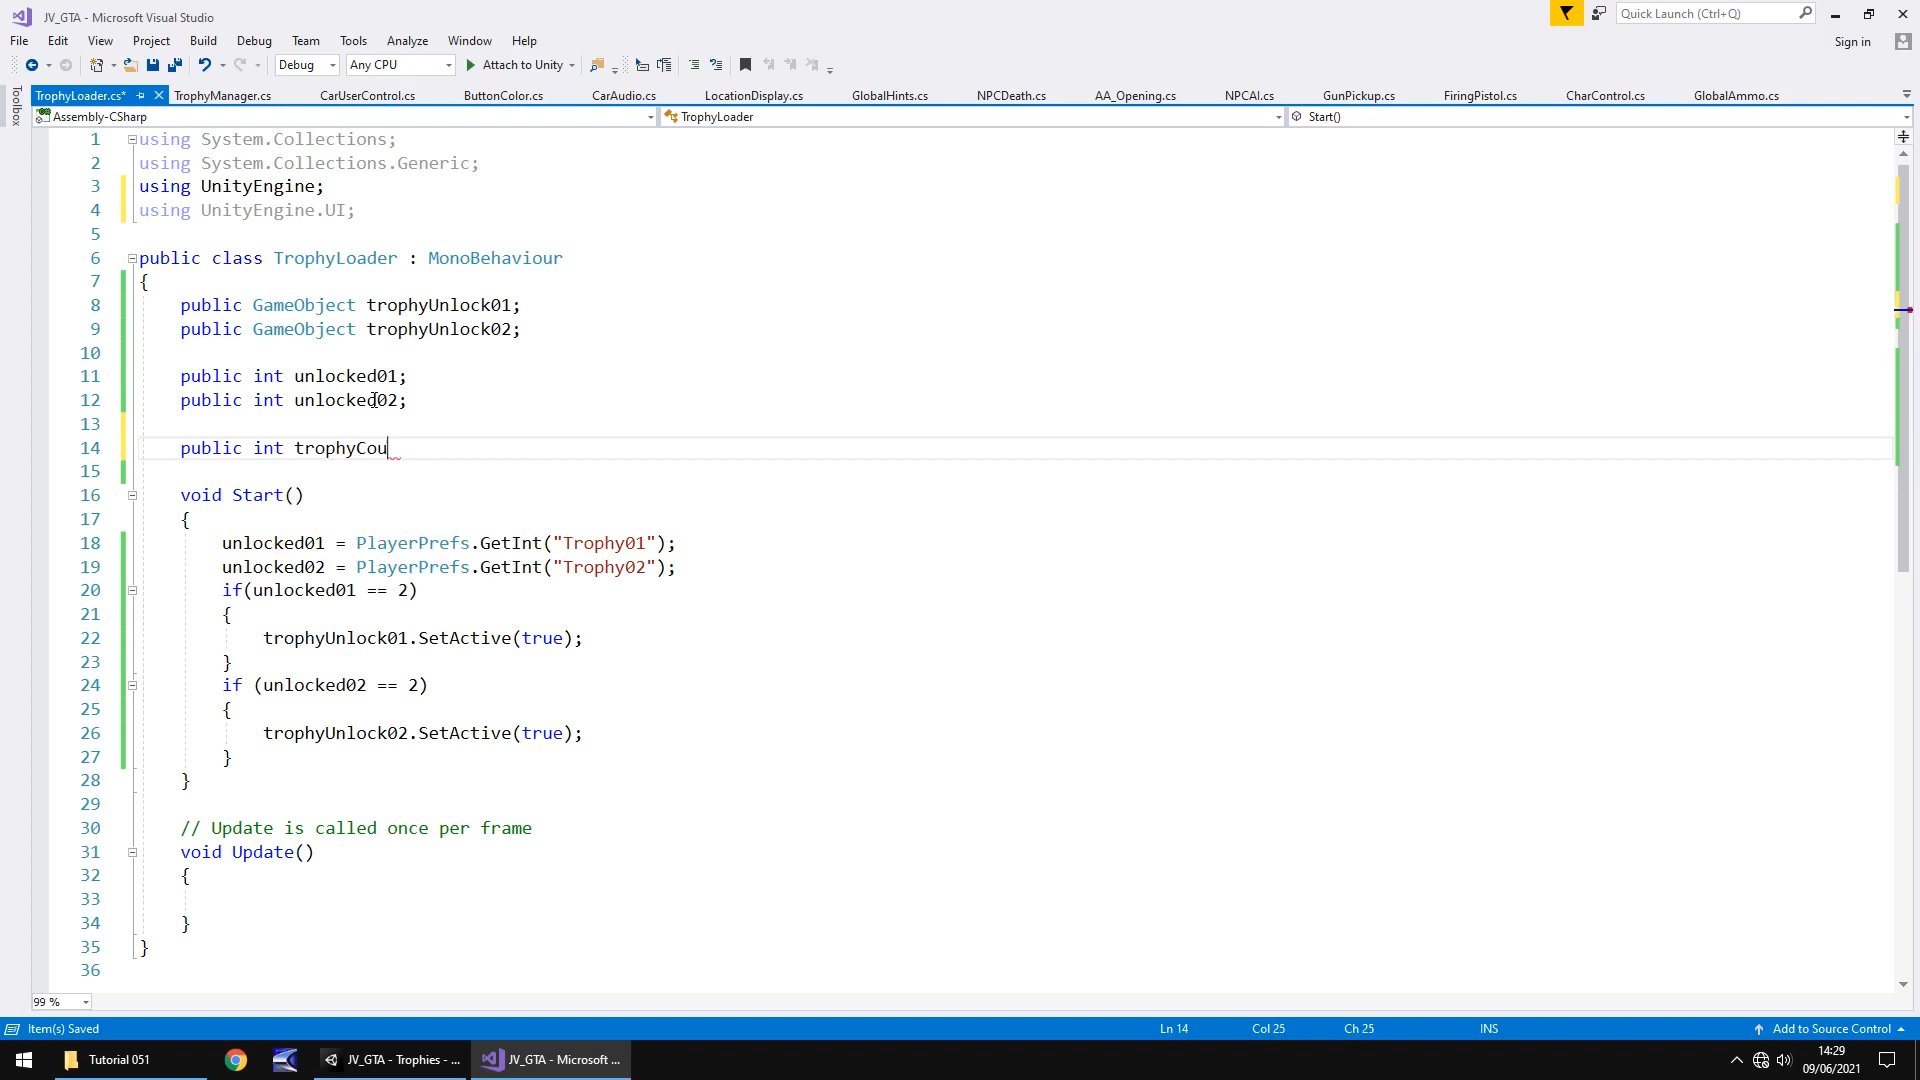 JV_GTA - Microsoft Visual Studio
Quick Launch (Ctrl+Q)
File Edit View Project Build Debug Team Tools Analyze Window Help
Sign in
Debug Any CPU Attach to Unity
Toolbox
TrophyLoader.cs* TrophyManager.cs CarUserControl.cs ButtonColor.cs CarAudio.cs LocationDisplay.cs GlobalHints.cs NPCDeath.cs AA_Opening.cs NPCAI.cs GunPickup.cs FiringPistol.cs CharControl.cs GlobalAmmo.cs
Assembly-CSharp TrophyLoader Start()
1 using System.Collections;
2 using System.Collections.Generic;
3 using UnityEngine;
4 using UnityEngine.UI;
5
6 public class TrophyLoader : MonoBehaviour
7 {
8 public GameObject trophyUnlock01;
9 public GameObject trophyUnlock02;
10
11 public int unlocked01;
12 public int unlocked02;
13
14 public int trophyCou
15
16 void Start()
17 {
18 unlocked01 = PlayerPrefs.GetInt("Trophy01");
19 unlocked02 = PlayerPrefs.GetInt("Trophy02");
20 if(unlocked01 == 2)
21 {
22 trophyUnlock01.SetActive(true);
23 }
24 if (unlocked02 == 2)
25 {
26 trophyUnlock02.SetActive(true);
27 }
28 }
29
30 // Update is called once per frame
31 void Update()
32 {
33
34 }
35 }
36
99 %
Item(s) Saved Ln 14 Col 25 Ch 25 INS Add to Source Control
Tutorial 051 JV_GTA - Trophies - ... JV_GTA - Microsoft ... 14:29
09/06/2021